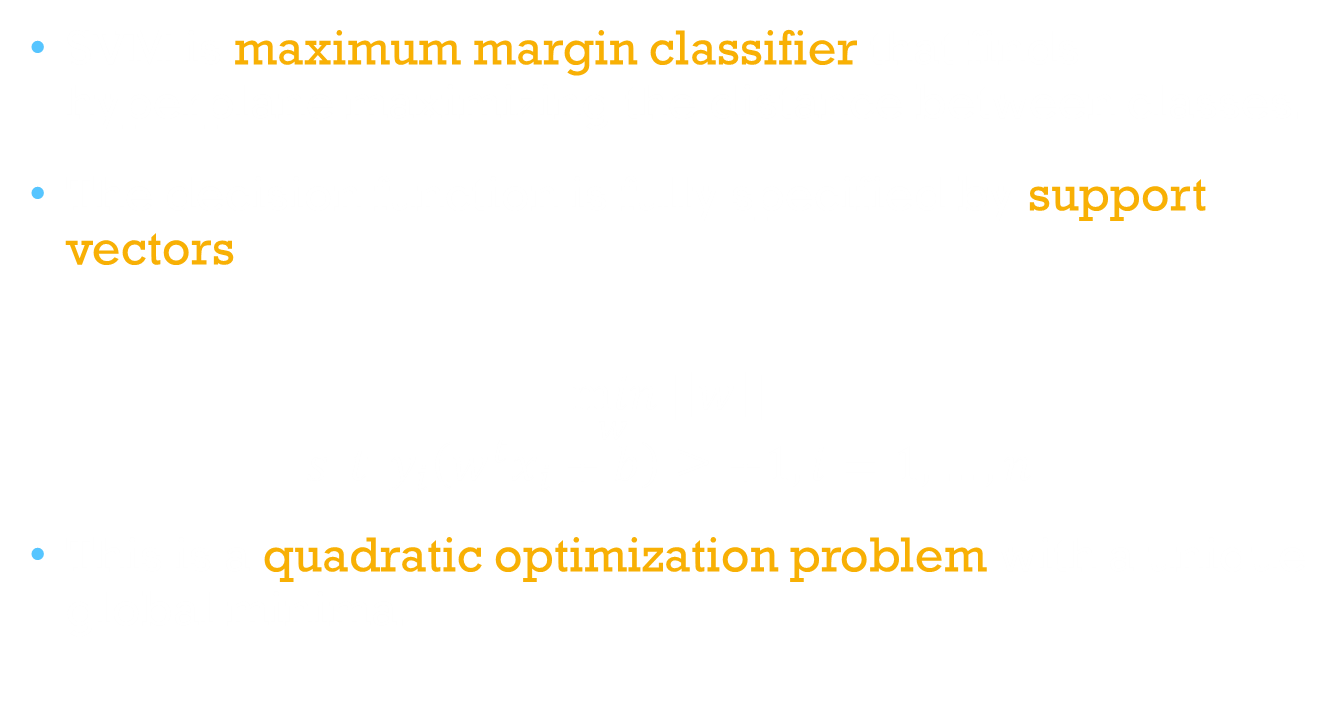 • maximum margin classifier
• support
vectors
• quadratic optimization problem